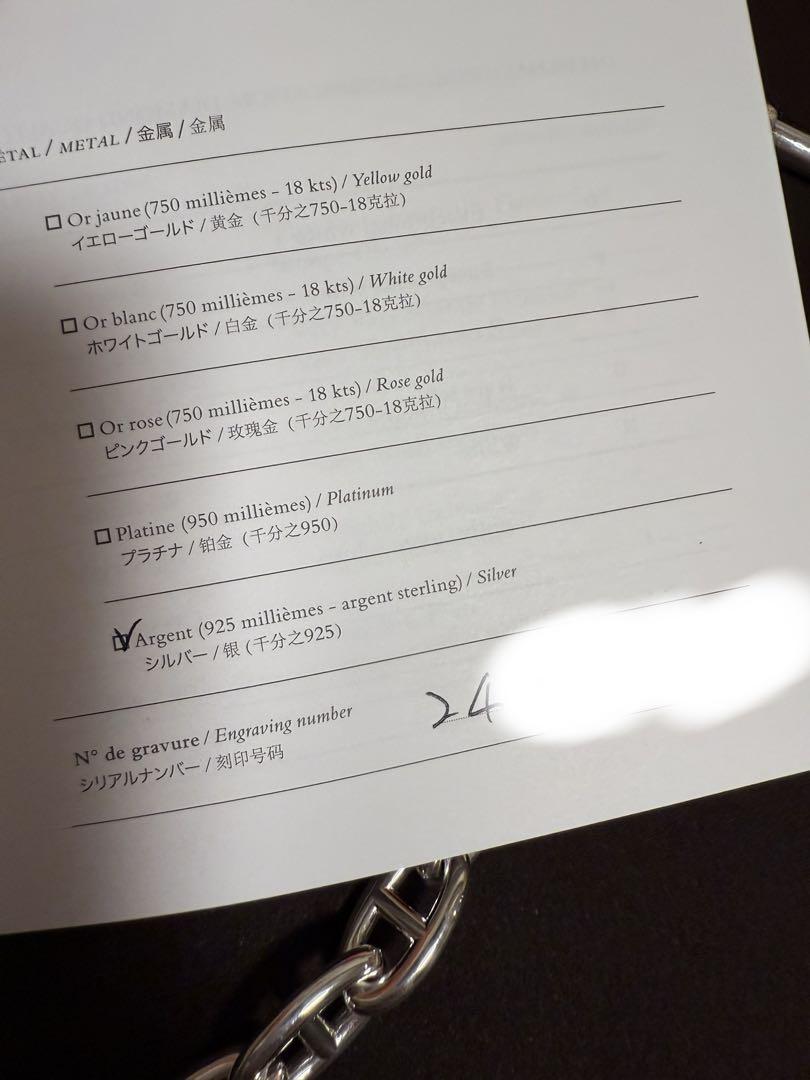 ÉTAL / METAL / 金属 / 金属
Or jaune (750 millièmes - 18 kts) / Yellow gold
イエローゴールド / 黄金 (千分之750-18克拉)
Or blanc (750 millièmes - 18 kts) / White gold
ホワイトゴールド / 白金 (千分之750-18克拉)
Or rose (750 millièmes - 18 kts) / Rose gold
ピンクゴールド / 玫瑰金 (千分之750-18克拉)
Platine (950 millièmes) / Platinum
プラチナ / 铂金 (千分之950)
Argent (925 millièmes - argent sterling) / Silver
シルバー / 银 (千分之925)
N° de gravure / Engraving number 24
シリアルナンバー / 刻印号码